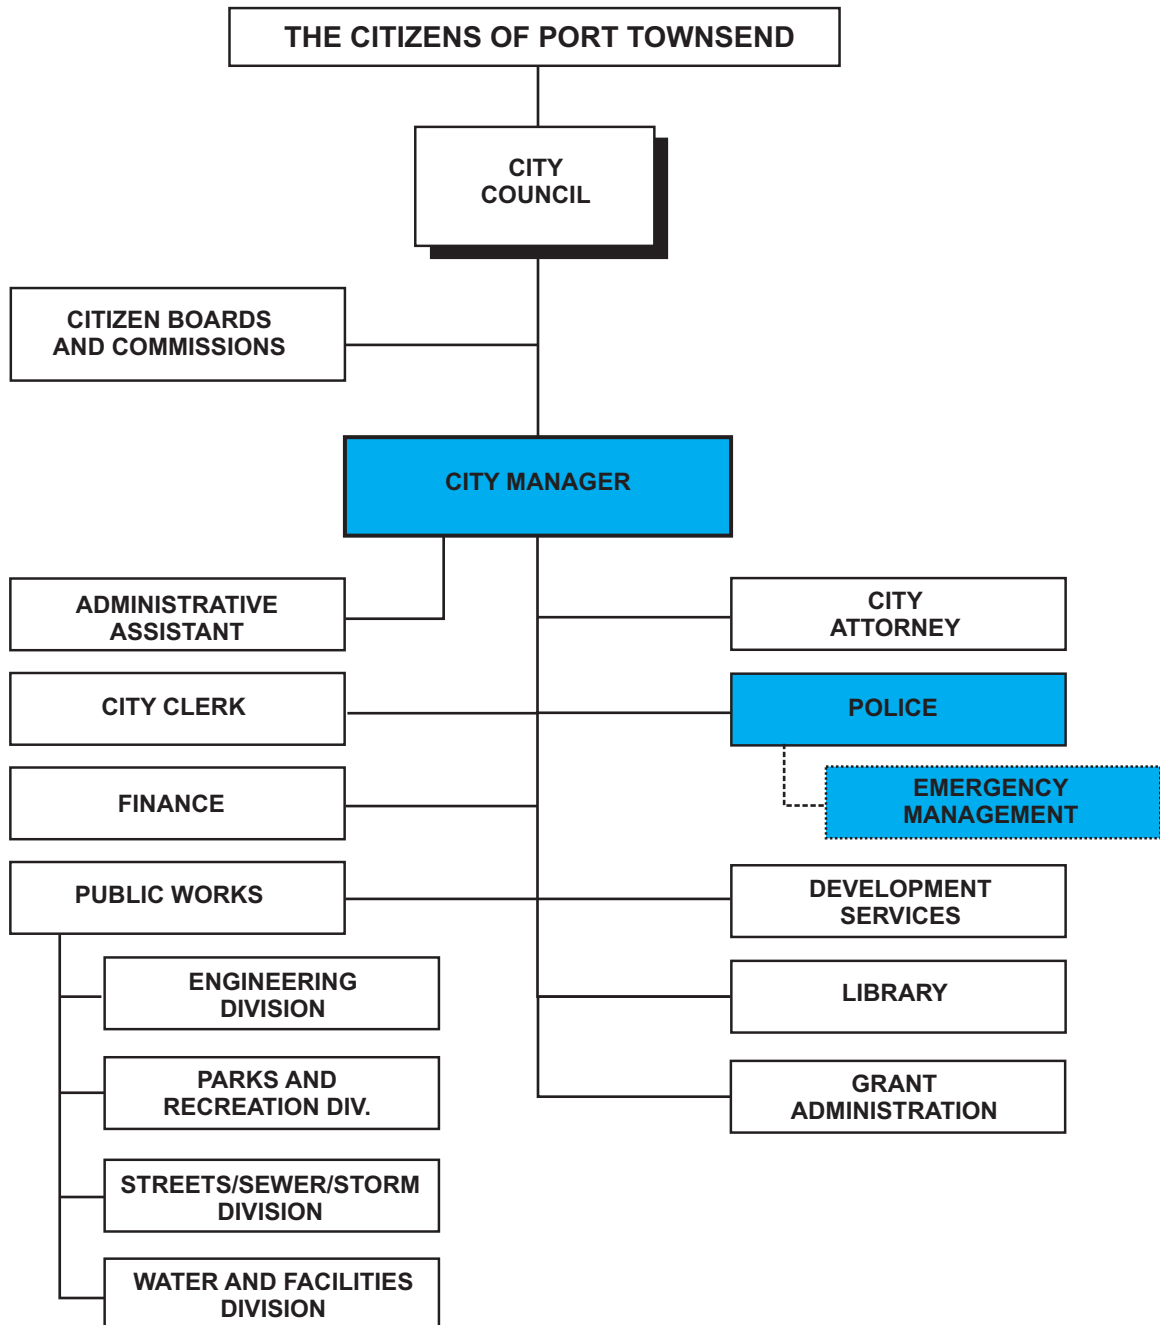 THE CITIZENS OF PORT TOWNSEND
CITY
COUNCIL
CITIZEN BOARDS
AND COMMISSIONS
CITY MANAGER
ADMINISTRATIVE
ASSISTANT
CITY
ATTORNEY
CITY CLERK
POLICE
EMERGENCY
MANAGEMENT
FINANCE
PUBLIC WORKS
DEVELOPMENT
SERVICES
ENGINEERING
DIVISION
LIBRARY
PARKS AND
RECREATION DIV.
GRANT
ADMINISTRATION
STREETS/SEWER/STORM
DIVISION
WATER AND FACILITIES
DIVISION